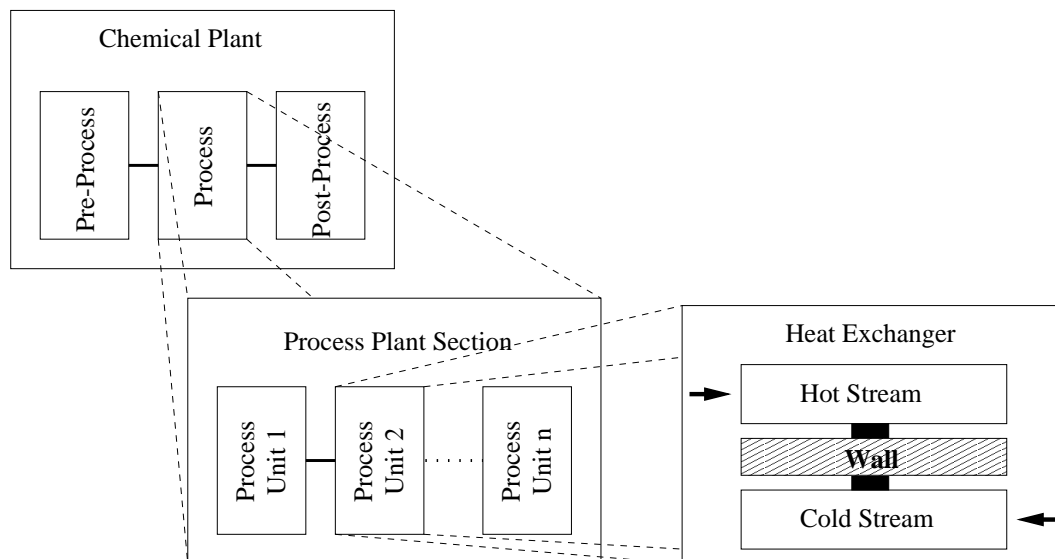 Chemical Plant
Pre-Process
Process
Post-Process
Process Plant Section
Process
Unit 1
Process
Unit 2
Process
Unit n
Heat Exchanger
Hot Stream
Wall
Cold Stream